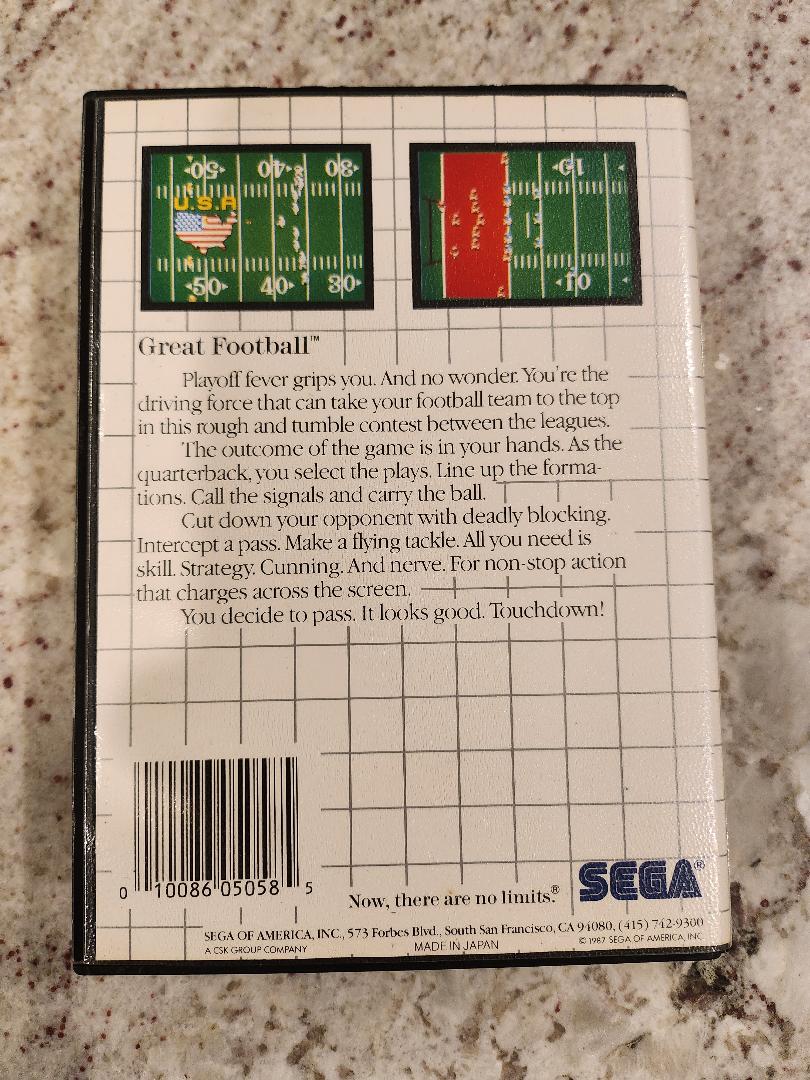 50 40 30
U.S.A
50 40 30
10
10
Great Football™
Playoff fever grips you. And no wonder. You're the
driving force that can take your football team to the top
in this rough and tumble contest between the leagues.
The outcome of the game is in your hands. As the
quarterback, you select the plays. Line up the forma-
tions. Call the signals and carry the ball.
Cut down your opponent with deadly blocking.
Intercept a pass. Make a flying tackle. All you need is
skill. Strategy. Cunning. And nerve. For non-stop action
that charges across the screen.
You decide to pass. It looks good. Touchdown!
0 10086 05058 5
Now, there are no limits.®
SEGA®
SEGA OF AMERICA, INC., 573 Forbes Blvd., South San Francisco, CA 94080, (415) 742-9300
A CSK GROUP COMPANY MADE IN JAPAN © 1987 SEGA OF AMERICA, INC